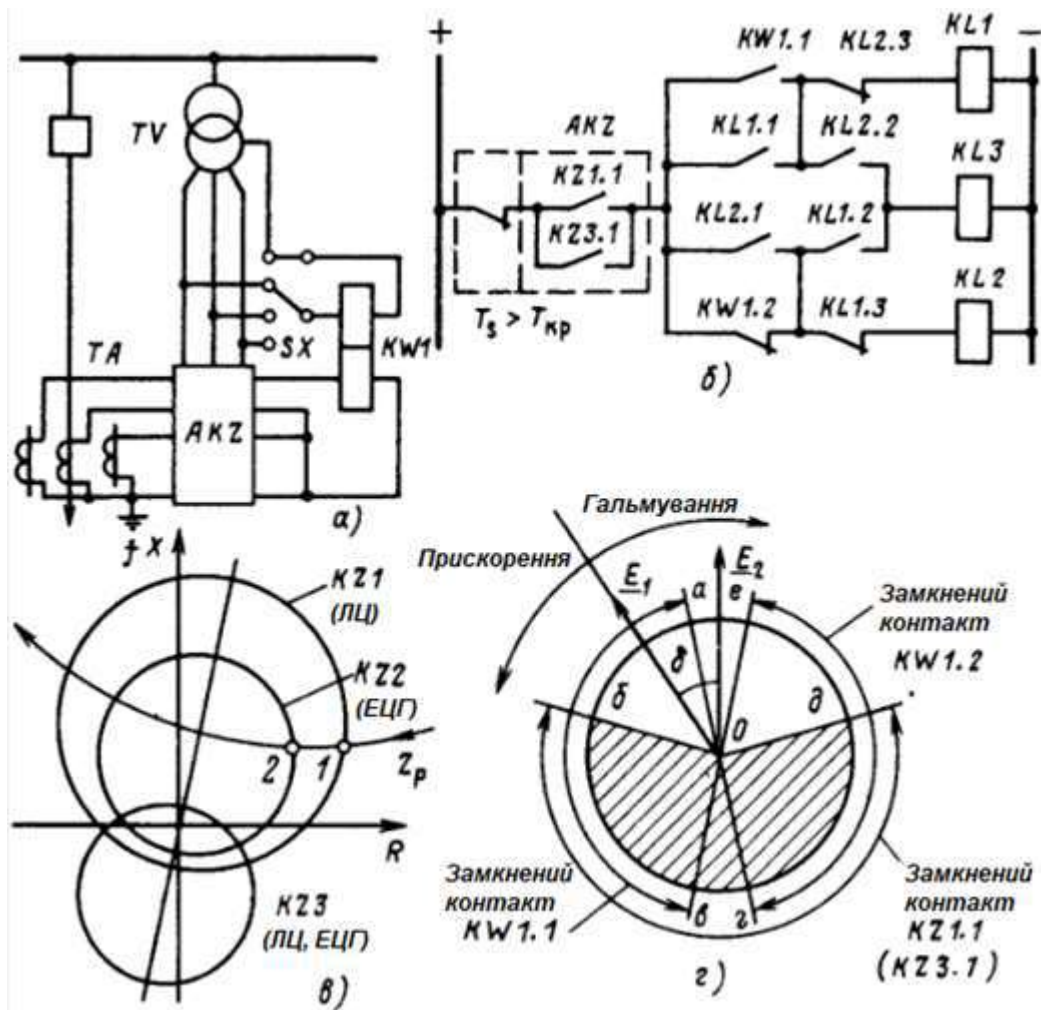 TV
TA
SX
KW1
AKZ
а)
+
−
AKZ
KZ1.1
KZ3.1
Ts > Tкр
KW1.1
KL2.3
KL1
KL1.1
KL2.2
KL3
KL2.1
KL1.2
KL2
KW1.2
KL1.3
б)
jX
KZ1
(ЛЦ)
KZ2
(ЕЦГ)
2
1
Zр
R
KZ3
(ЛЦ, ЕЦГ)
в)
Гальмування
Прискорення
E1
а
E2
е
δ
б
O
д
в
г
Замкнений
контакт
KW1.2
Замкнений
контакт
KW1.1
Замкнений
контакт
KZ1.1
(KZ3.1)
г)